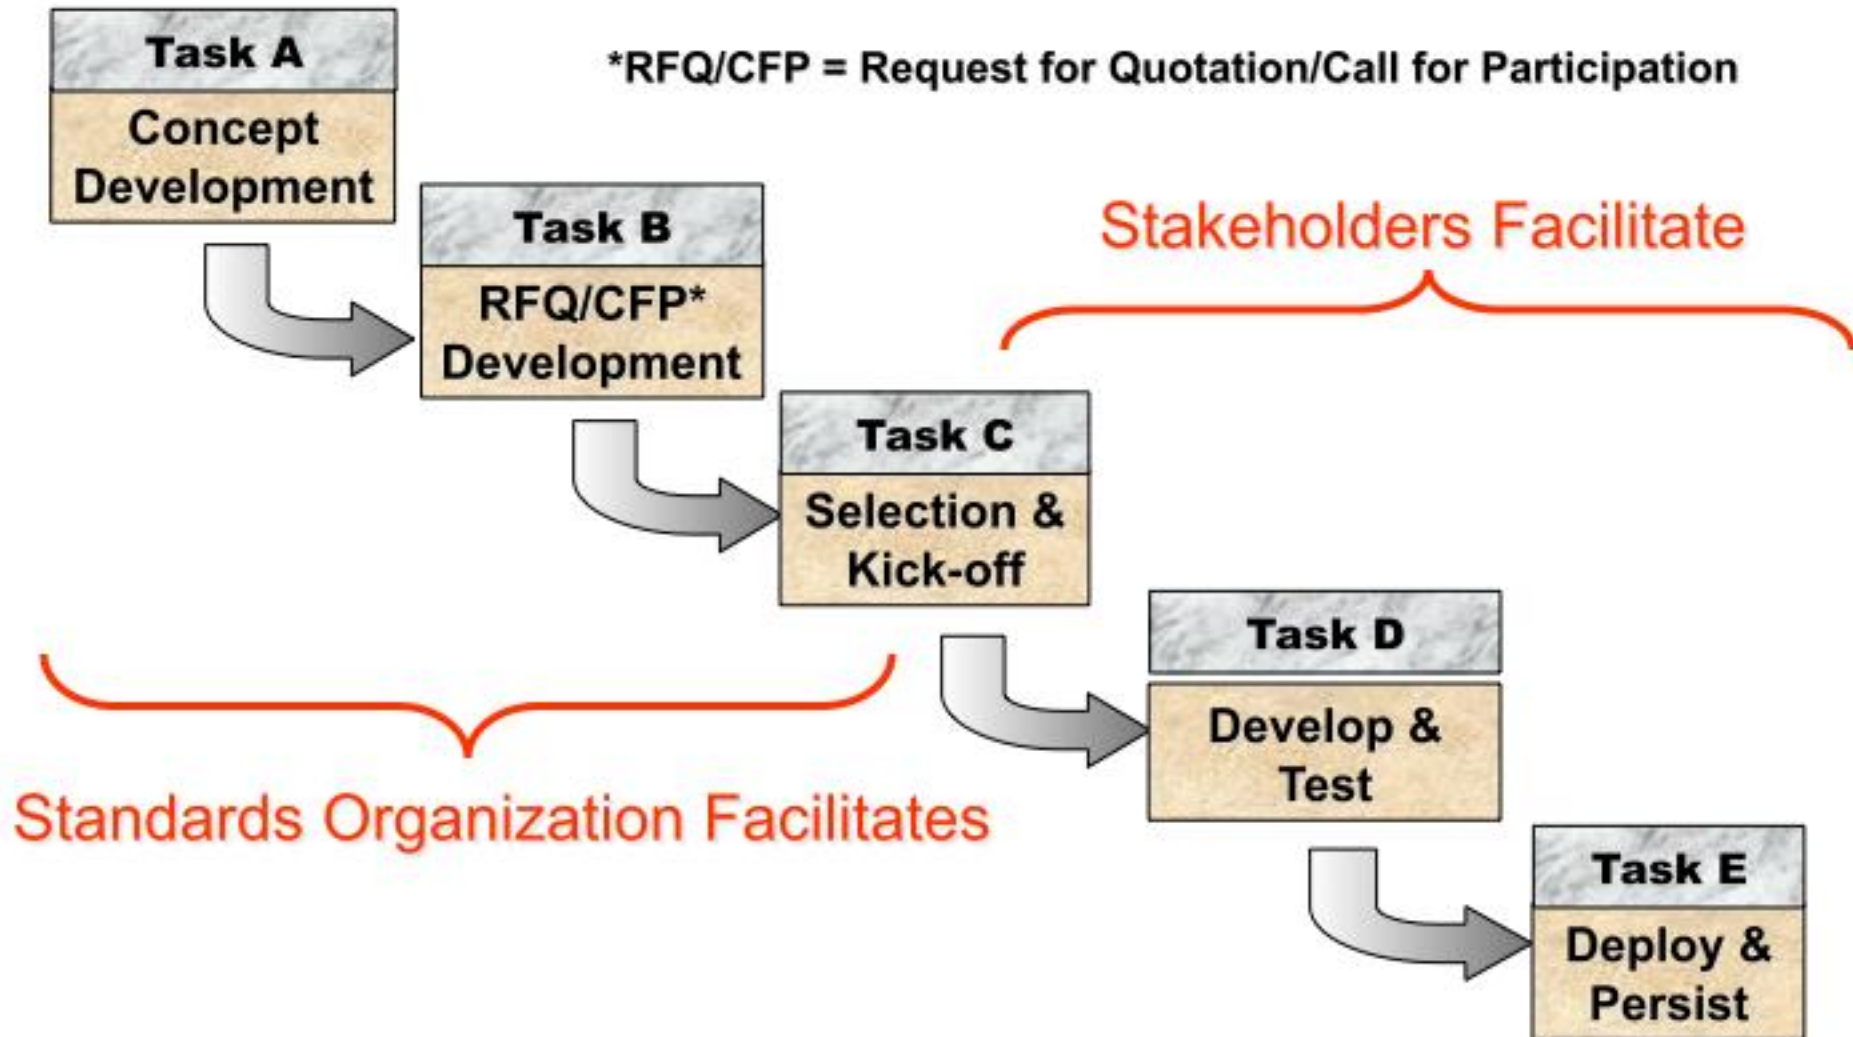 Task A
Concept
Development
*RFQ/CFP = Request for Quotation/Call for Participation
Task B
RFQ/CFP*
Development
Stakeholders Facilitate
Task C
Selection &
Kick-off
Task D
Develop &
Test
Standards Organization Facilitates
Task E
Deploy &
Persist